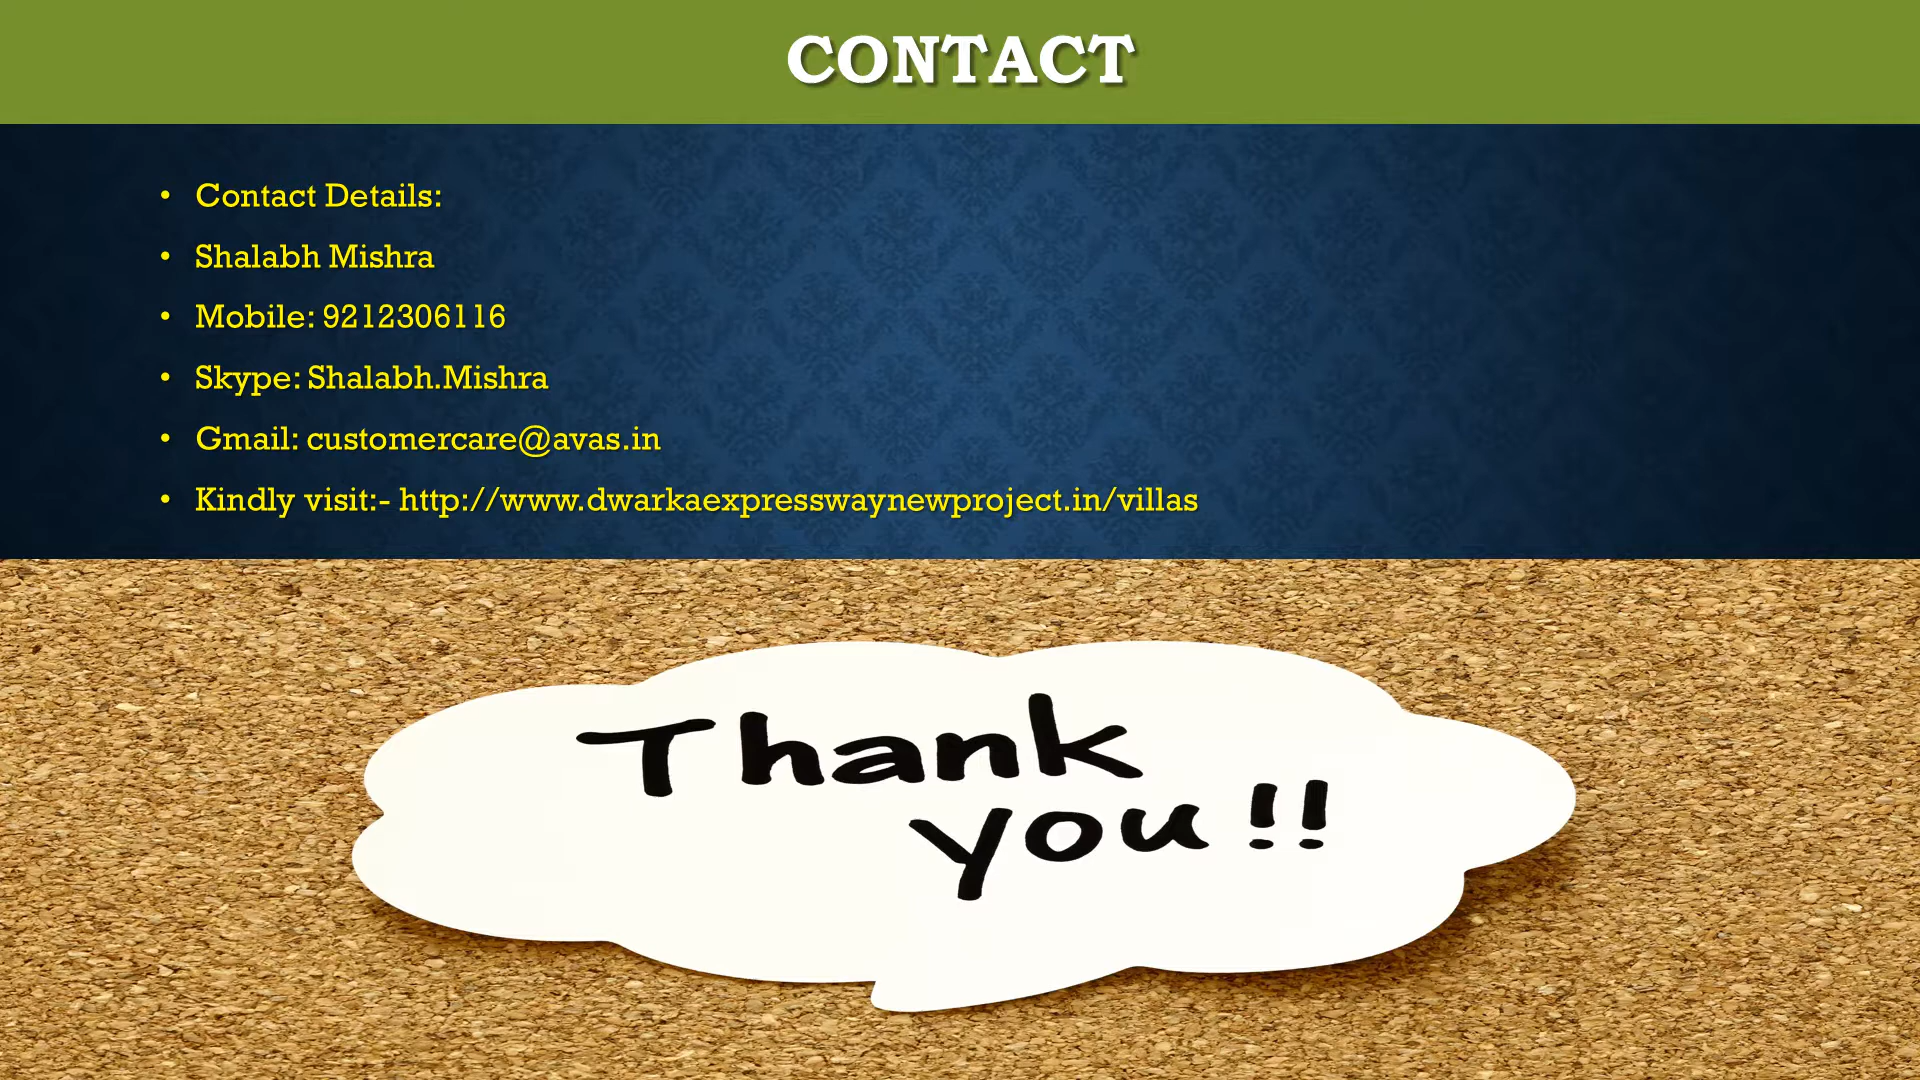 CONTACT
• Contact Details:
• Shalabh Mishra
• Mobile: 9212306116
• Skype: Shalabh.Mishra
• Gmail: customercare@avas.in
• Kindly visit:- http://www.dwarkaexpresswaynewproject.in/villas
Thank
you!!